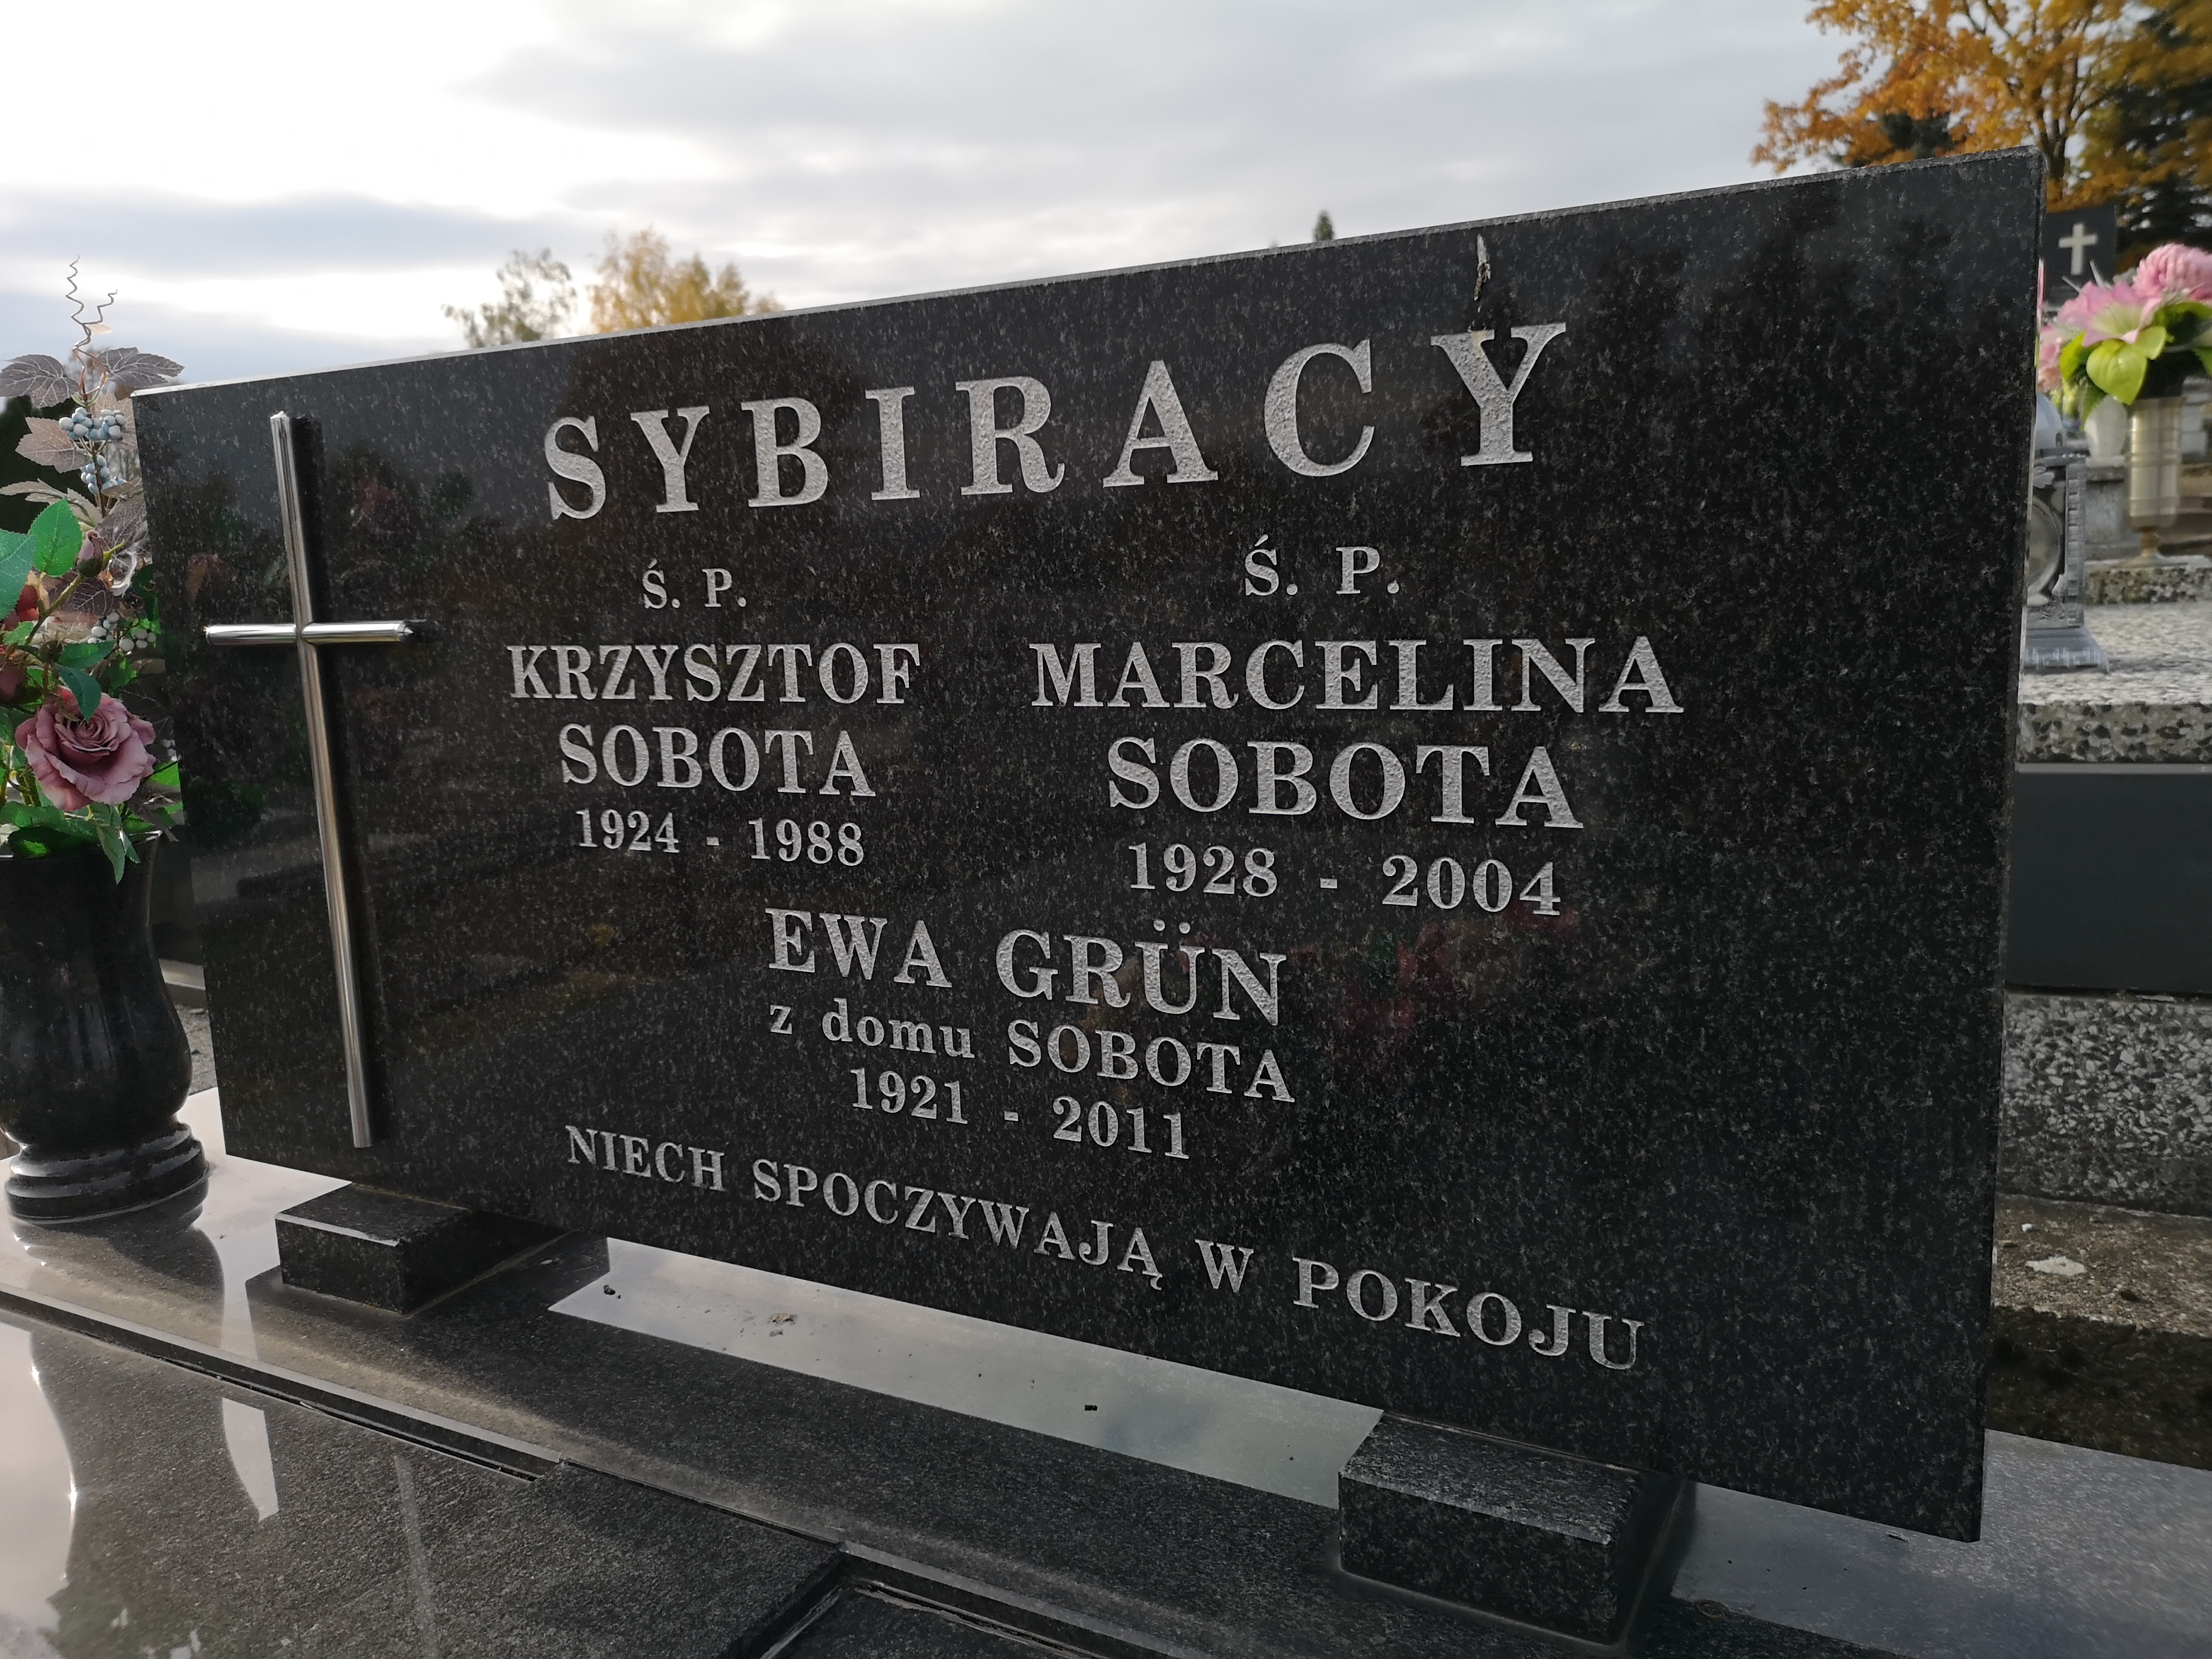 SYBIRACY
Ś. P.
KRZYSZTOF
SOBOTA
1924 - 1988
Ś. P.
MARCELINA
SOBOTA
1928 - 2004
EWA GRÜN
z domu SOBOTA
1921 - 2011
NIECH SPOCZYWAJĄ W POKOJU